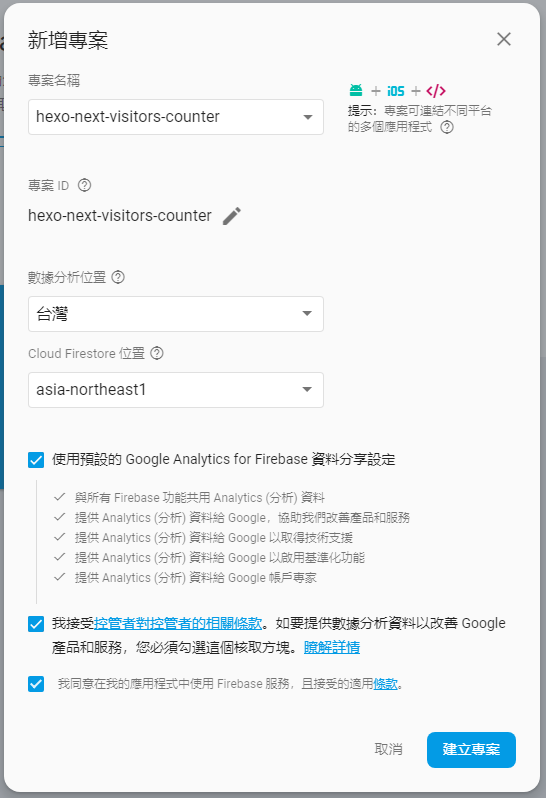 新增專案
專案名稱
hexo-next-visitors-counter
+ iOS + </>
提示：專案可連結不同平台
的多個應用程式
專案 ID
hexo-next-visitors-counter
數據分析位置
台灣
Cloud Firestore 位置
asia-northeast1
使用預設的 Google Analytics for Firebase 資料分享設定
與所有 Firebase 功能共用 Analytics (分析) 資料
提供 Analytics (分析) 資料給 Google，協助我們改善產品和服務
提供 Analytics (分析) 資料給 Google 以取得技術支援
提供 Analytics (分析) 資料給 Google 以啟用基準化功能
提供 Analytics (分析) 資料給 Google 帳戶專家
我接受控管者對控管者的相關條款。如要提供數據分析資料以改善 Google
產品和服務，您必須勾選這個核取方塊。瞭解詳情
我同意在我的應用程式中使用 Firebase 服務，且接受的適用條款。
取消
建立專案